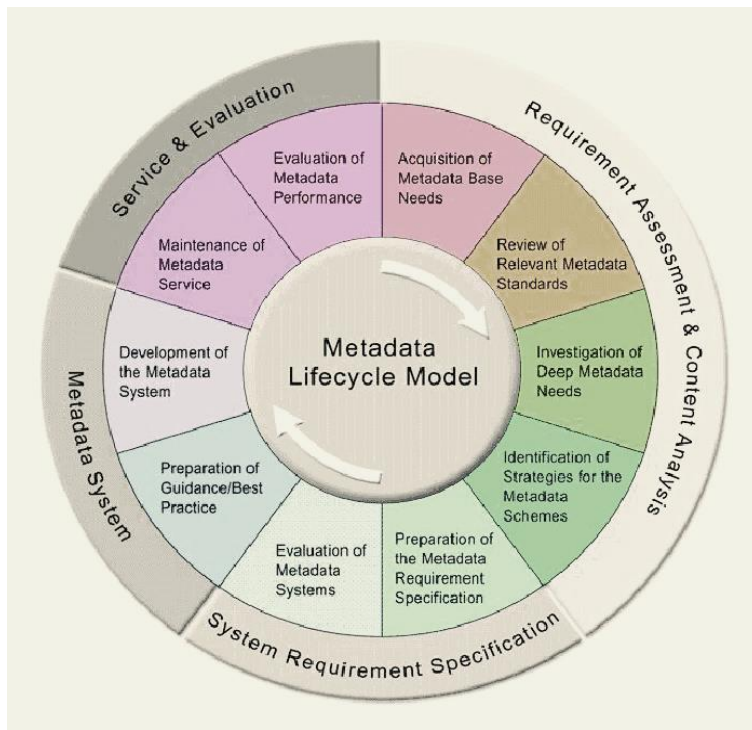 Metadata
Lifecycle Model
Requirement Assessment & Content Analysis
Acquisition of
Metadata Base
Needs
Review of
Relevant Metadata
Standards
Investigation of
Deep Metadata
Needs
Identification of
Strategies for the
Metadata
Schemes
System Requirement Specification
Preparation of
the Metadata
Requirement
Specification
Evaluation of
Metadata
Systems
Metadata System
Preparation of
Guidance/Best
Practice
Development of
the Metadata
System
Service & Evaluation
Maintenance of
Metadata
Service
Evaluation of
Metadata
Performance